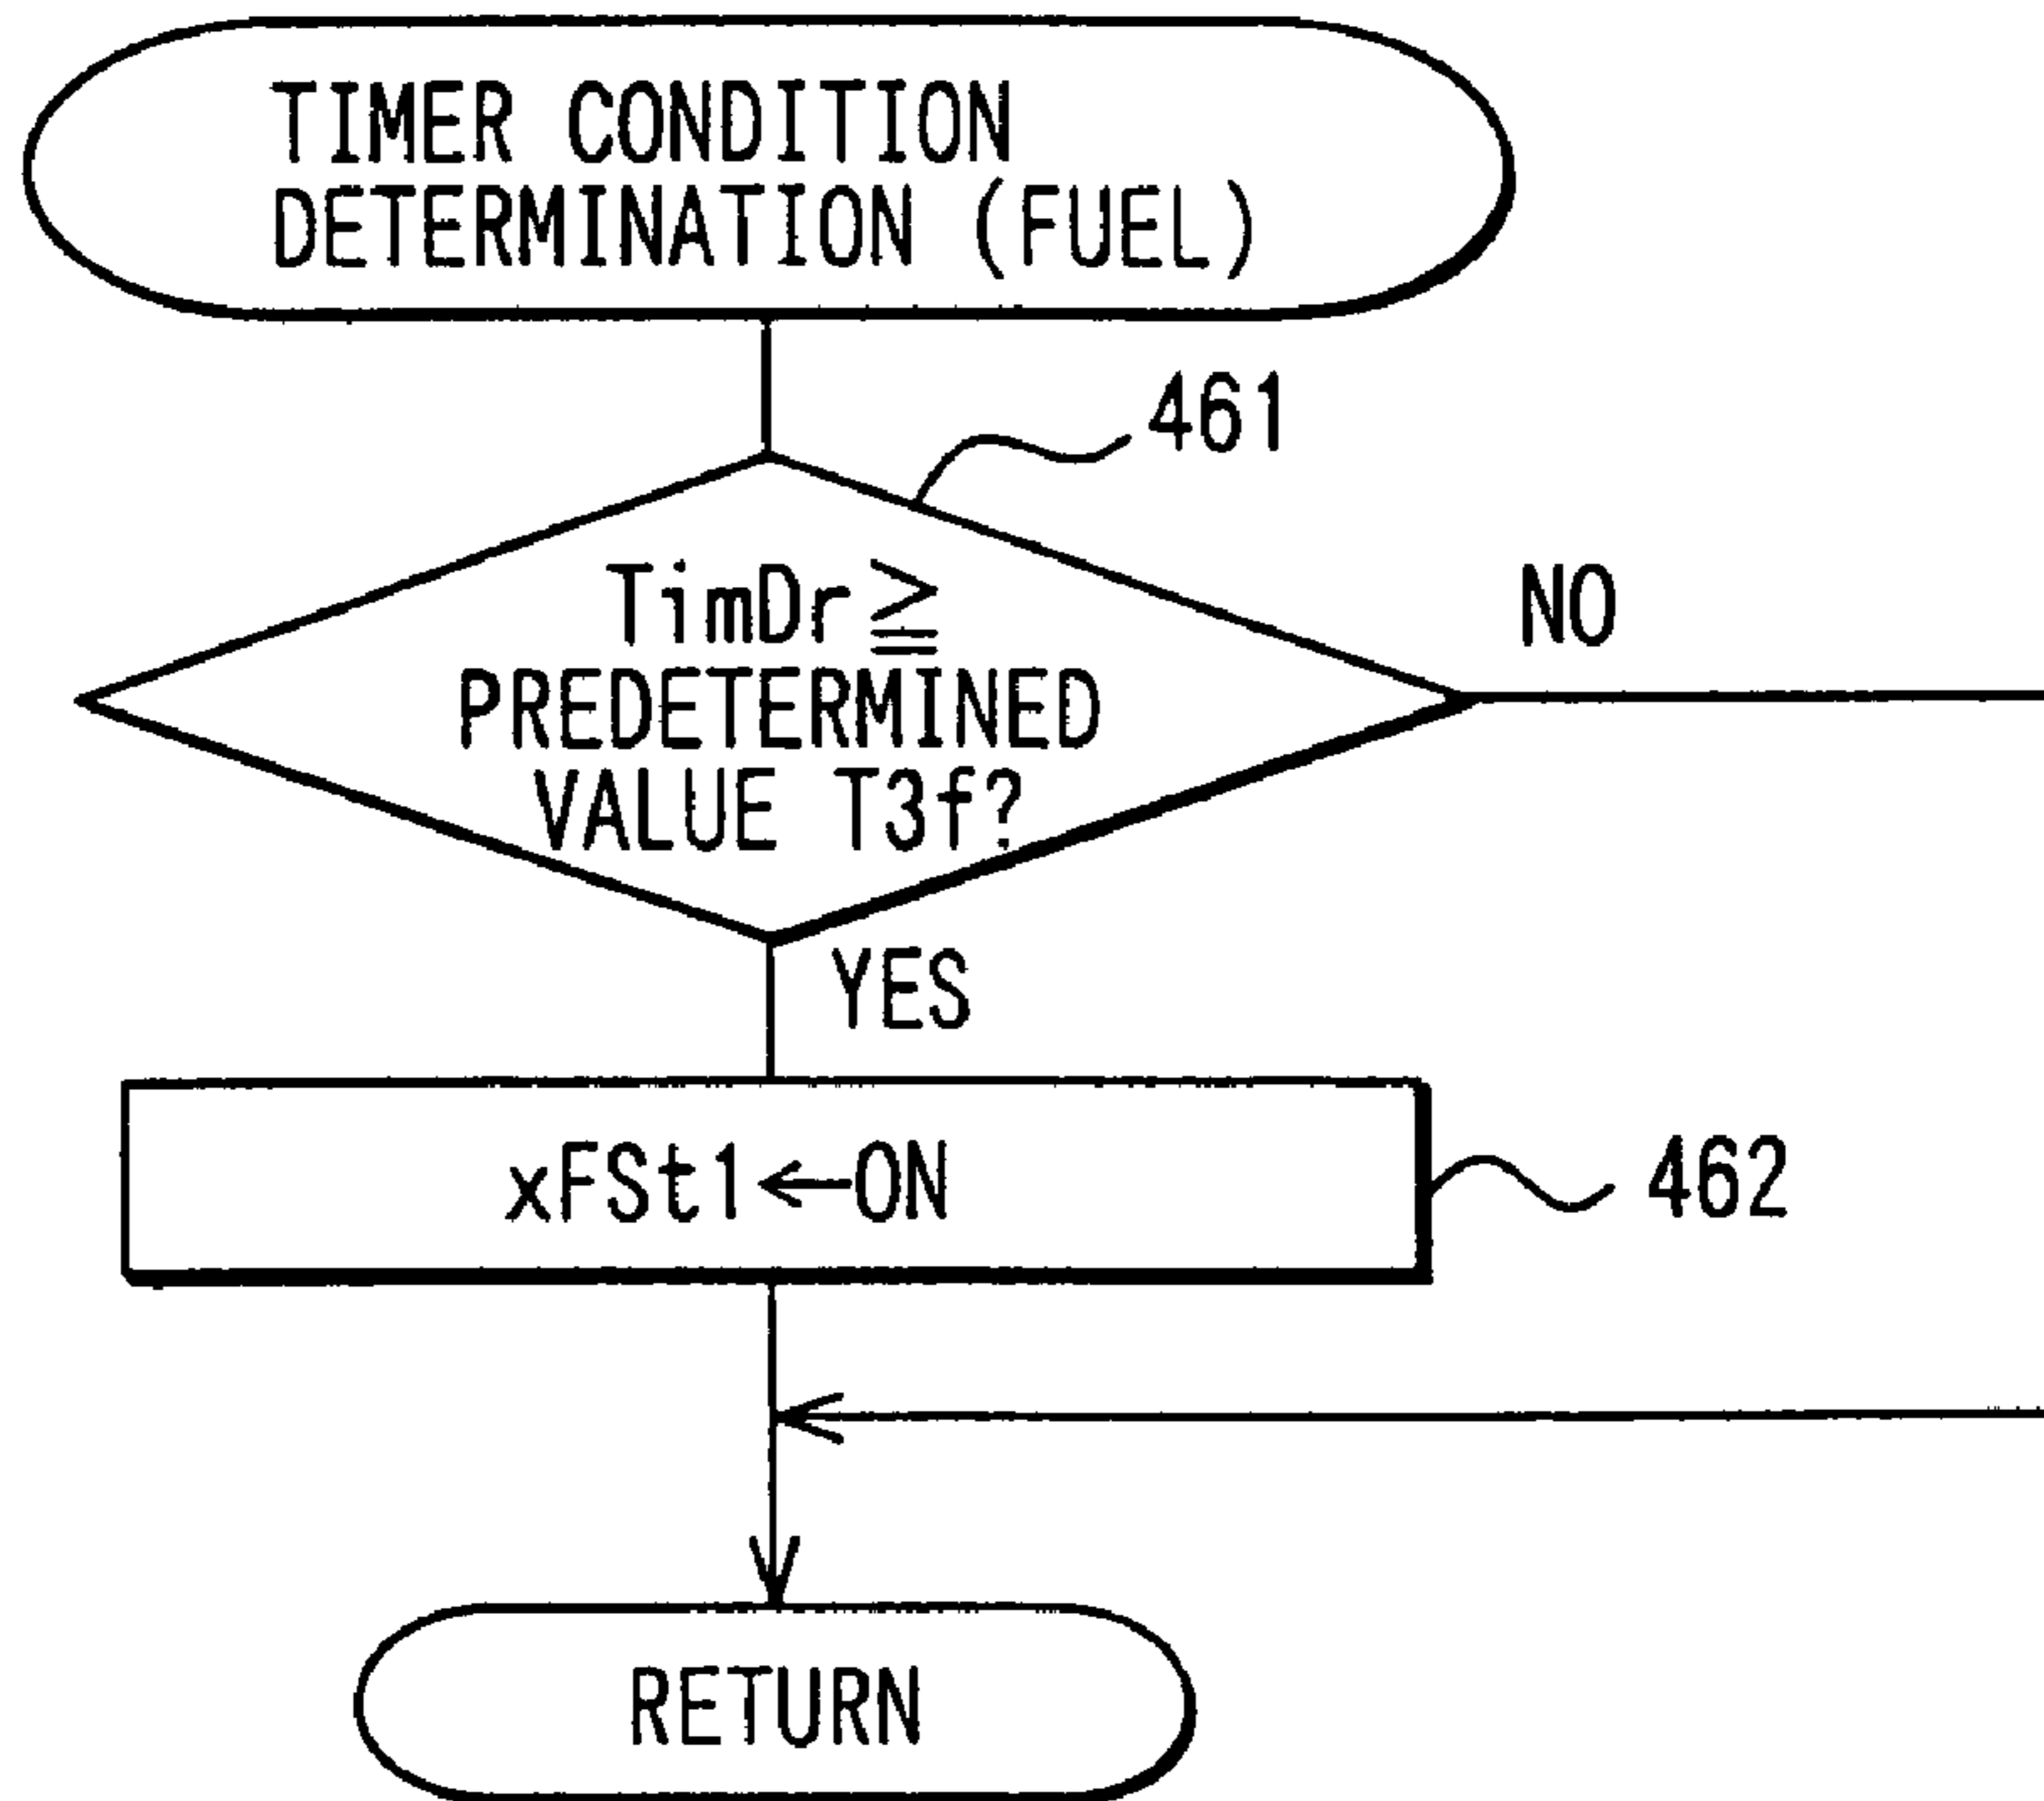 TIMER CONDITION
DETERMINATION (FUEL)
461
TimDr≧
PREDETERMINED
VALUE T3f?
NO
YES
xFSt1←ON
462
RETURN